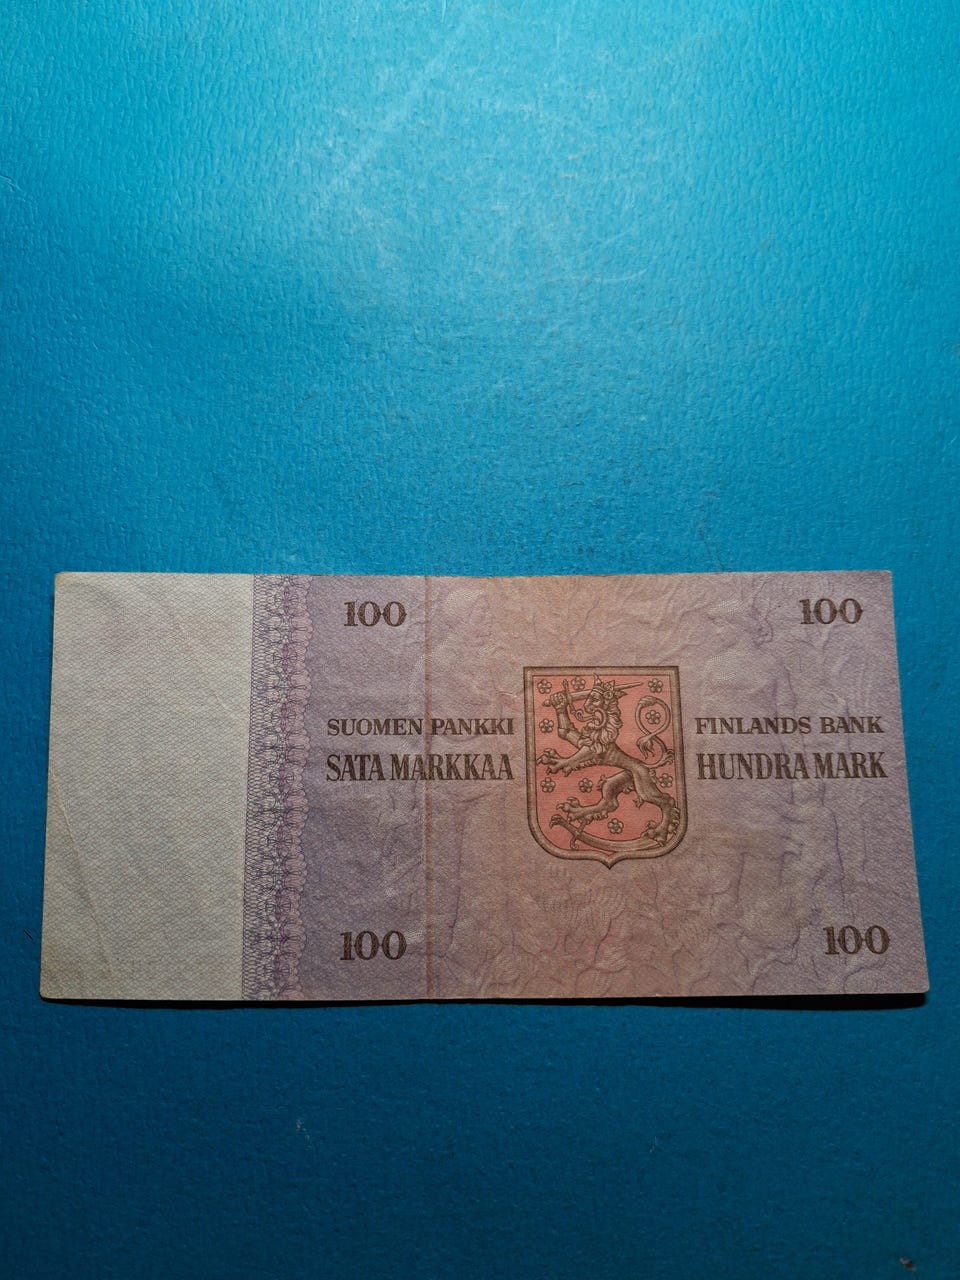 100
100
SUOMEN PANKKI
SATA MARKKAA
FINLANDS BANK
HUNDRA MARK
100
100